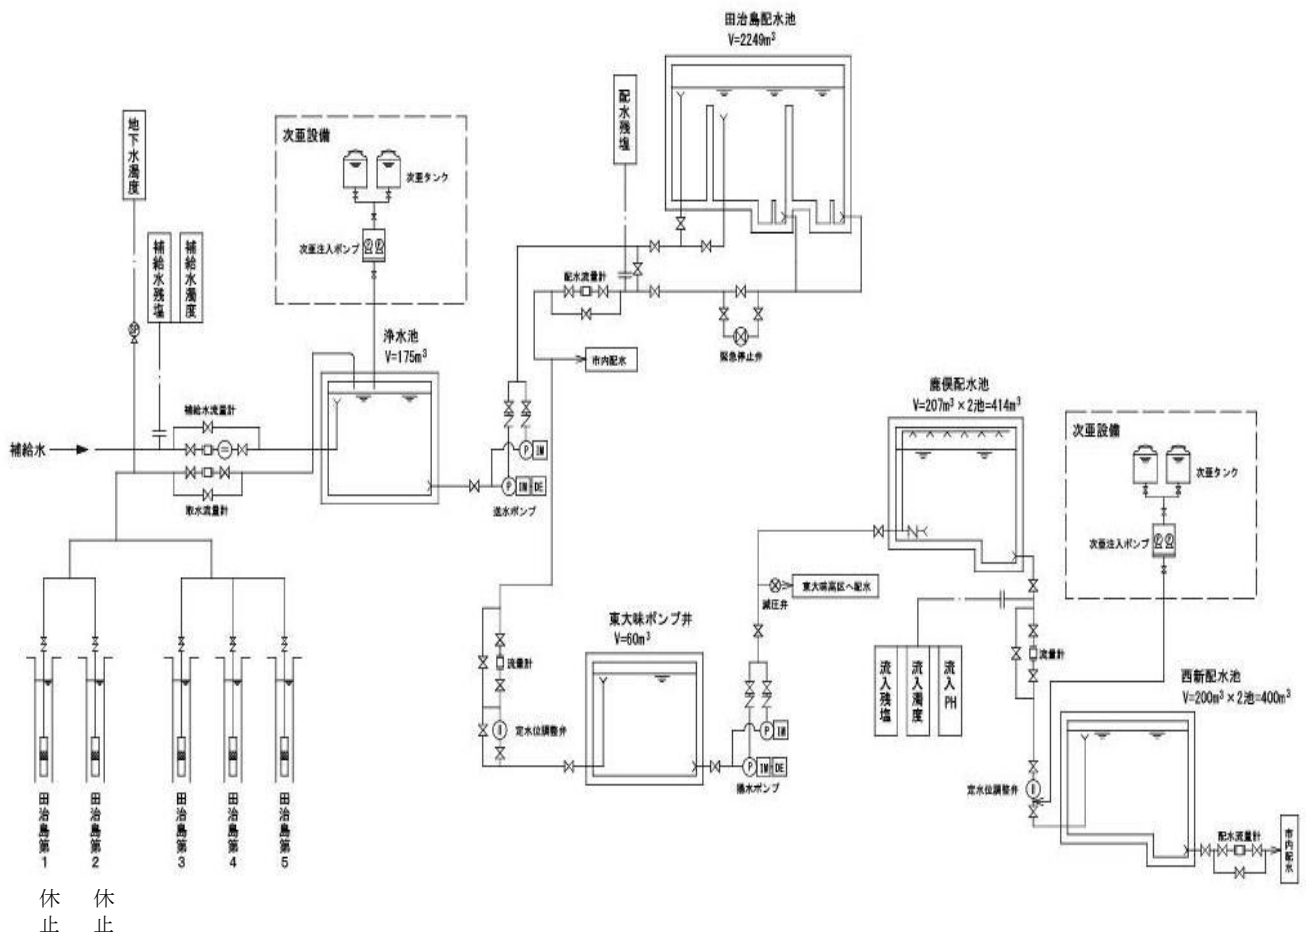 田治島配水池
V=2249m³
配水残塩
地下水濁度
次亜設備
次亜タンク
次亜注入ポンプ
補給水残塩
補給水濁度
SP
配水流量計
緊急停止弁
市内配水
浄水池
V=175m³
補給水流量計
補給水
取水流量計
P
IM
P
IM
DE
送水ポンプ
鹿俣配水池
V=207m³×2池=414m³
次亜設備
次亜タンク
次亜注入ポンプ
東大味高区へ配水
減圧弁
東大味ポンプ井
V=60m³
流量計
定水位調整弁
P
IM
P
IM
DE
揚水ポンプ
流入残塩
流入濁度
流入PH
流量計
西新配水池
V=200m³×2池=400m³
定水位調整弁
配水流量計
市内配水
田治島第1
田治島第2
田治島第3
田治島第4
田治島第5
休止
休止